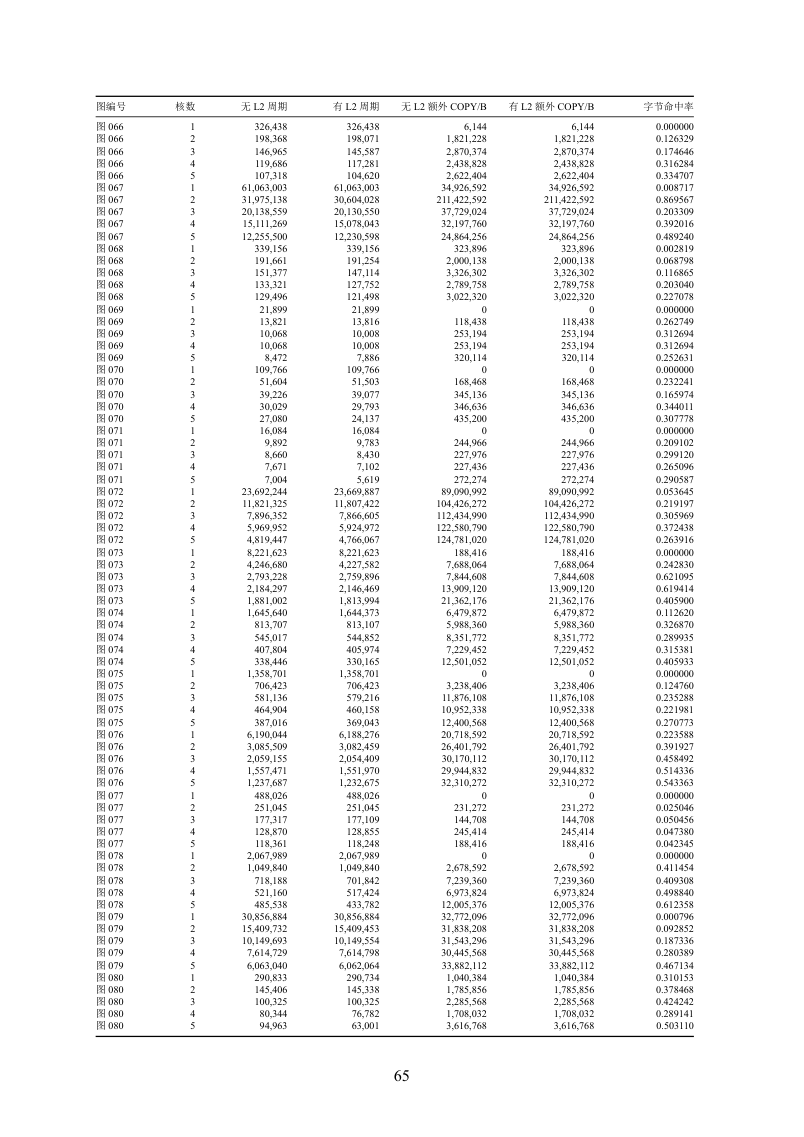 图编号 核数 无 L2 周期 有 L2 周期 无 L2 额外 COPY/B 有 L2 额外 COPY/B 字节命中率
图 066 1 326,438 326,438 6,144 6,144 0.000000
图 066 2 198,368 198,071 1,821,228 1,821,228 0.126329
图 066 3 146,965 145,587 2,870,374 2,870,374 0.174646
图 066 4 119,686 117,281 2,438,828 2,438,828 0.316284
图 066 5 107,318 104,620 2,622,404 2,622,404 0.334707
图 067 1 61,063,003 61,063,003 34,926,592 34,926,592 0.008717
图 067 2 31,975,138 30,604,028 211,422,592 211,422,592 0.869567
图 067 3 20,138,559 20,130,550 37,729,024 37,729,024 0.203309
图 067 4 15,111,269 15,078,043 32,197,760 32,197,760 0.392016
图 067 5 12,255,500 12,230,598 24,864,256 24,864,256 0.489240
图 068 1 339,156 339,156 323,896 323,896 0.002819
图 068 2 191,661 191,254 2,000,138 2,000,138 0.068798
图 068 3 151,377 147,114 3,326,302 3,326,302 0.116865
图 068 4 133,321 127,752 2,789,758 2,789,758 0.203040
图 068 5 129,496 121,498 3,022,320 3,022,320 0.227078
图 069 1 21,899 21,899 0 0 0.000000
图 069 2 13,821 13,816 118,438 118,438 0.262749
图 069 3 10,068 10,008 253,194 253,194 0.312694
图 069 4 10,068 10,008 253,194 253,194 0.312694
图 069 5 8,472 7,886 320,114 320,114 0.252631
图 070 1 109,766 109,766 0 0 0.000000
图 070 2 51,604 51,503 168,468 168,468 0.232241
图 070 3 39,226 39,077 345,136 345,136 0.165974
图 070 4 30,029 29,793 346,636 346,636 0.344011
图 070 5 27,080 24,137 435,200 435,200 0.307778
图 071 1 16,084 16,084 0 0 0.000000
图 071 2 9,892 9,783 244,966 244,966 0.209102
图 071 3 8,660 8,430 227,976 227,976 0.299120
图 071 4 7,671 7,102 227,436 227,436 0.265096
图 071 5 7,004 5,619 272,274 272,274 0.290587
图 072 1 23,692,244 23,669,887 89,090,992 89,090,992 0.053645
图 072 2 11,821,325 11,807,422 104,426,272 104,426,272 0.219197
图 072 3 7,896,352 7,866,605 112,434,990 112,434,990 0.305969
图 072 4 5,969,952 5,924,972 122,580,790 122,580,790 0.372438
图 072 5 4,819,447 4,766,067 124,781,020 124,781,020 0.263916
图 073 1 8,221,623 8,221,623 188,416 188,416 0.000000
图 073 2 4,246,680 4,227,582 7,688,064 7,688,064 0.242830
图 073 3 2,793,228 2,759,896 7,844,608 7,844,608 0.621095
图 073 4 2,184,297 2,146,469 13,909,120 13,909,120 0.619414
图 073 5 1,881,002 1,813,994 21,362,176 21,362,176 0.405900
图 074 1 1,645,640 1,644,373 6,479,872 6,479,872 0.112620
图 074 2 813,707 813,107 5,988,360 5,988,360 0.326870
图 074 3 545,017 544,852 8,351,772 8,351,772 0.289935
图 074 4 407,804 405,974 7,229,452 7,229,452 0.315381
图 074 5 338,446 330,165 12,501,052 12,501,052 0.405933
图 075 1 1,358,701 1,358,701 0 0 0.000000
图 075 2 706,423 706,423 3,238,406 3,238,406 0.124760
图 075 3 581,136 579,216 11,876,108 11,876,108 0.235288
图 075 4 464,904 460,158 10,952,338 10,952,338 0.221981
图 075 5 387,016 369,043 12,400,568 12,400,568 0.270773
图 076 1 6,190,044 6,188,276 20,718,592 20,718,592 0.223588
图 076 2 3,085,509 3,082,459 26,401,792 26,401,792 0.391927
图 076 3 2,059,155 2,054,409 30,170,112 30,170,112 0.458492
图 076 4 1,557,471 1,551,970 29,944,832 29,944,832 0.514336
图 076 5 1,237,687 1,232,675 32,310,272 32,310,272 0.543363
图 077 1 488,026 488,026 0 0 0.000000
图 077 2 251,045 251,045 231,272 231,272 0.025046
图 077 3 177,317 177,109 144,708 144,708 0.050456
图 077 4 128,870 128,855 245,414 245,414 0.047380
图 077 5 118,361 118,248 188,416 188,416 0.042345
图 078 1 2,067,989 2,067,989 0 0 0.000000
图 078 2 1,049,840 1,049,840 2,678,592 2,678,592 0.411454
图 078 3 718,188 701,842 7,239,360 7,239,360 0.409308
图 078 4 521,160 517,424 6,973,824 6,973,824 0.498840
图 078 5 485,538 433,782 12,005,376 12,005,376 0.612358
图 079 1 30,856,884 30,856,884 32,772,096 32,772,096 0.000796
图 079 2 15,409,732 15,409,453 31,838,208 31,838,208 0.092852
图 079 3 10,149,693 10,149,554 31,543,296 31,543,296 0.187336
图 079 4 7,614,729 7,614,798 30,445,568 30,445,568 0.280389
图 079 5 6,063,040 6,062,064 33,882,112 33,882,112 0.467134
图 080 1 290,833 290,734 1,040,384 1,040,384 0.310153
图 080 2 145,406 145,338 1,785,856 1,785,856 0.378468
图 080 3 100,325 100,325 2,285,568 2,285,568 0.424242
图 080 4 80,344 76,782 1,708,032 1,708,032 0.289141
图 080 5 94,963 63,001 3,616,768 3,616,768 0.503110
65